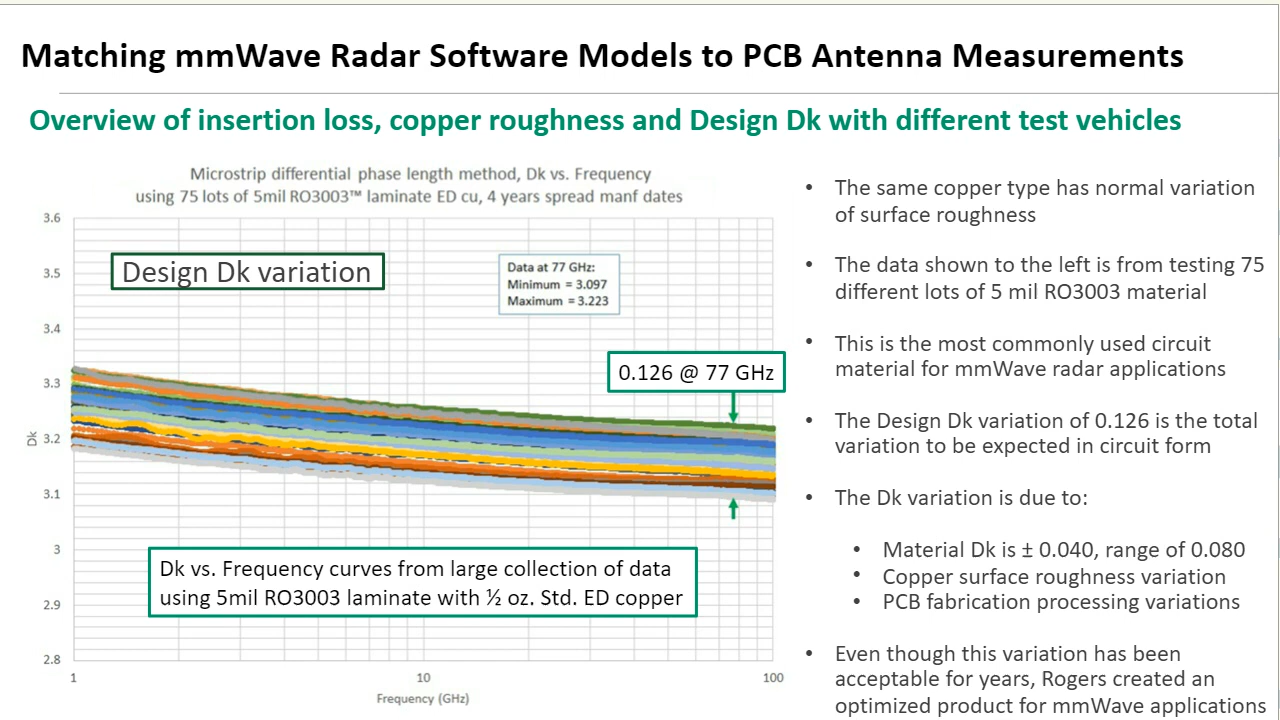 Matching mmWave Radar Software Models to PCB Antenna Measurements
Overview of insertion loss, copper roughness and Design Dk with different test vehicles
Microstrip differential phase length method, Dk vs. Frequency
using 75 lots of 5mil RO3003™ laminate ED cu, 4 years spread manf dates
3.6
3.5
3.4
3.3
3.2
3.1
3
2.9
2.8
Dk
Design Dk variation
Data at 77 GHz:
Minimum = 3.097
Maximum = 3.223
0.126 @ 77 GHz
Dk vs. Frequency curves from large collection of data
using 5mil RO3003 laminate with ½ oz. Std. ED copper
1
10
100
Frequency (GHz)
• The same copper type has normal variation
of surface roughness
• The data shown to the left is from testing 75
different lots of 5 mil RO3003 material
• This is the most commonly used circuit
material for mmWave radar applications
• The Design Dk variation of 0.126 is the total
variation to be expected in circuit form
• The Dk variation is due to:
• Material Dk is ± 0.040, range of 0.080
• Copper surface roughness variation
• PCB fabrication processing variations
• Even though this variation has been
acceptable for years, Rogers created an
optimized product for mmWave applications